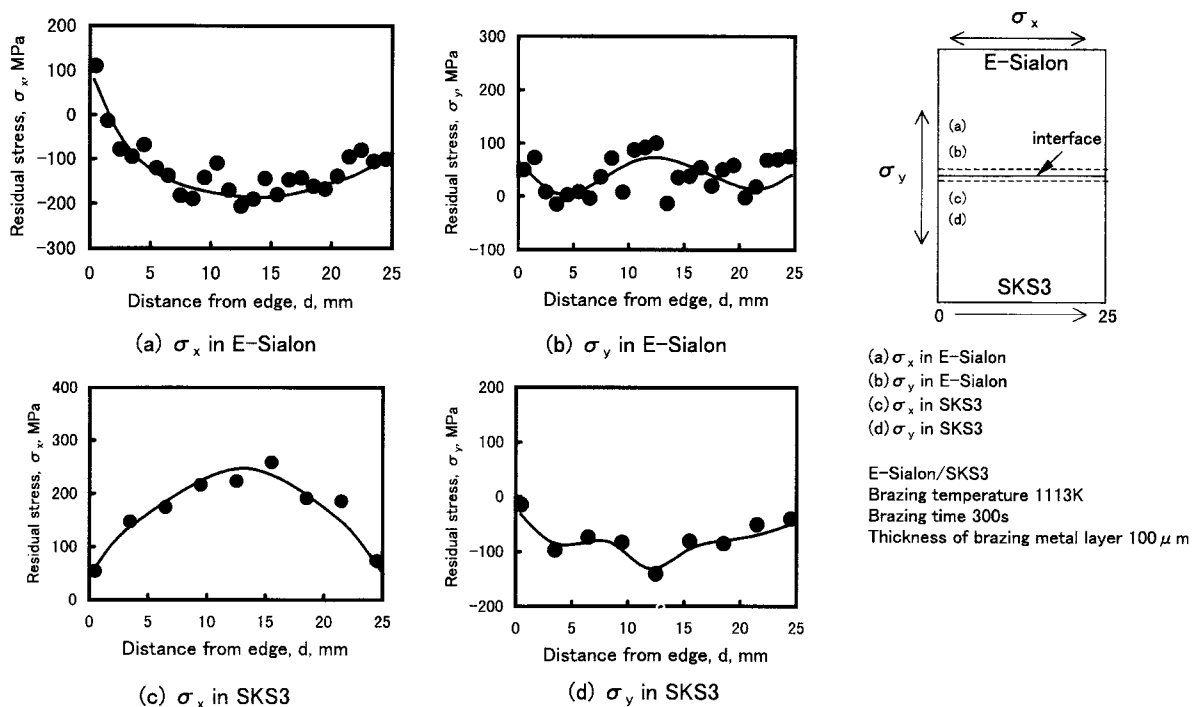 200
100
0
−100
−200
−300
Residual stress, σx, MPa
0 5 10 15 20 25
Distance from edge, d, mm
(a) σx in E-Sialon
300
200
100
0
−100
Residual stress, σy, MPa
0 5 10 15 20 25
Distance from edge, d, mm
(b) σy in E-Sialon
400
300
200
100
0
Residual stress, σx, MPa
0 5 10 15 20 25
Distance from edge, d, mm
(c) σx in SKS3
200
100
0
−100
−200
Residual stress, σy, MPa
0 5 10 15 20 25
Distance from edge, d, mm
(d) σy in SKS3
σx
E-Sialon
(a)
(b)
interface
σy
(c)
(d)
SKS3
0 25
(a) σx in E-Sialon
(b) σy in E-Sialon
(c) σx in SKS3
(d) σy in SKS3
E-Sialon/SKS3
Brazing temperature 1113K
Brazing time 300s
Thickness of brazing metal layer 100 μm